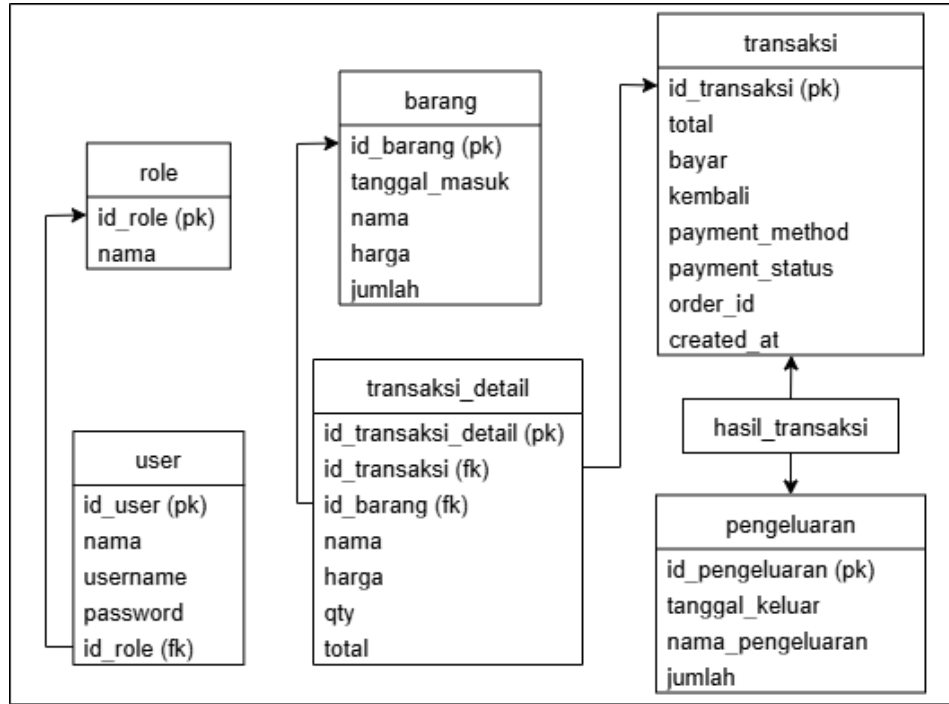 role
id_role (pk)
nama
user
id_user (pk)
nama
username
password
id_role (fk)
barang
id_barang (pk)
tanggal_masuk
nama
harga
jumlah
transaksi_detail
id_transaksi_detail (pk)
id_transaksi (fk)
id_barang (fk)
nama
harga
qty
total
transaksi
id_transaksi (pk)
total
bayar
kembali
payment_method
payment_status
order_id
created_at
hasil_transaksi
pengeluaran
id_pengeluaran (pk)
tanggal_keluar
nama_pengeluaran
jumlah